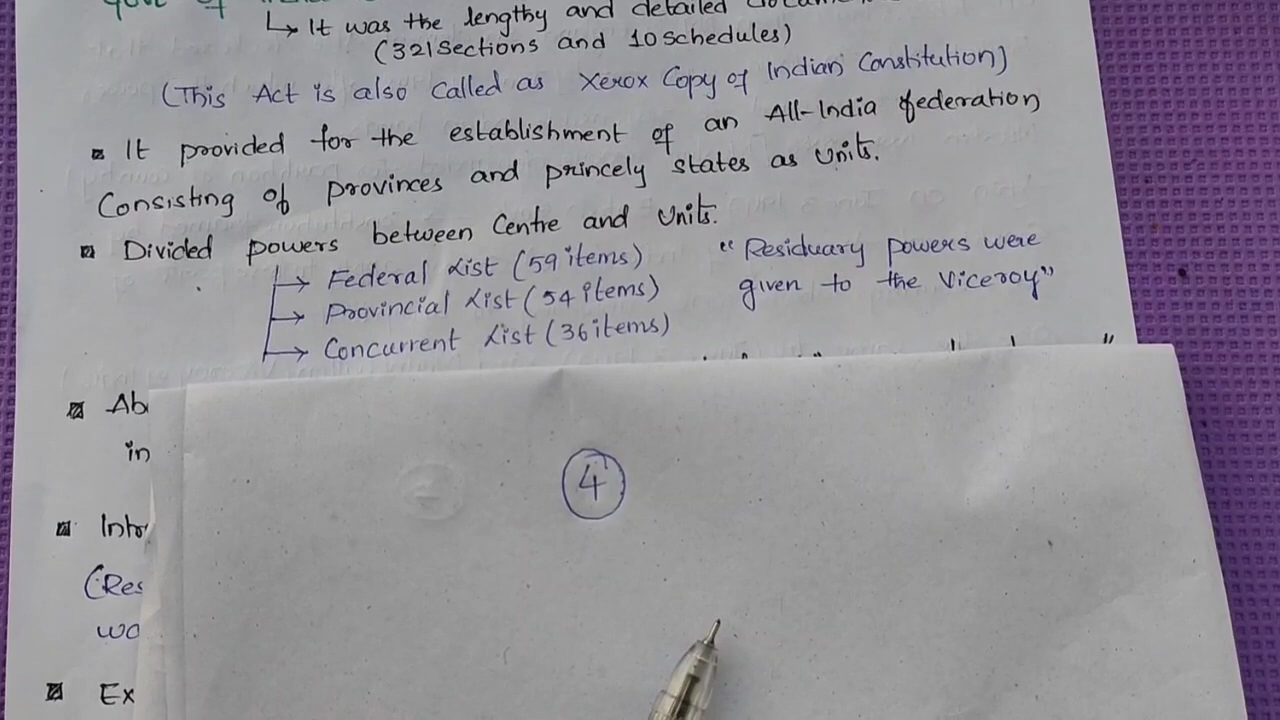 ↳ It was the lengthy and detailed
(321 Sections and 10 schedules)
(This Act is also Called as Xerox Copy of Indian Constitution)
It provided for the establishment of an All-India federation
Consisting of provinces and princely states as Units.
Divided powers between Centre and Units.
→ Federal List (59 items)
→ Provincial List (54 items)
→ Concurrent List (36 items)
"Residuary powers were
given to the Viceroy"
Ab
in
4
(Res
wo
Ex